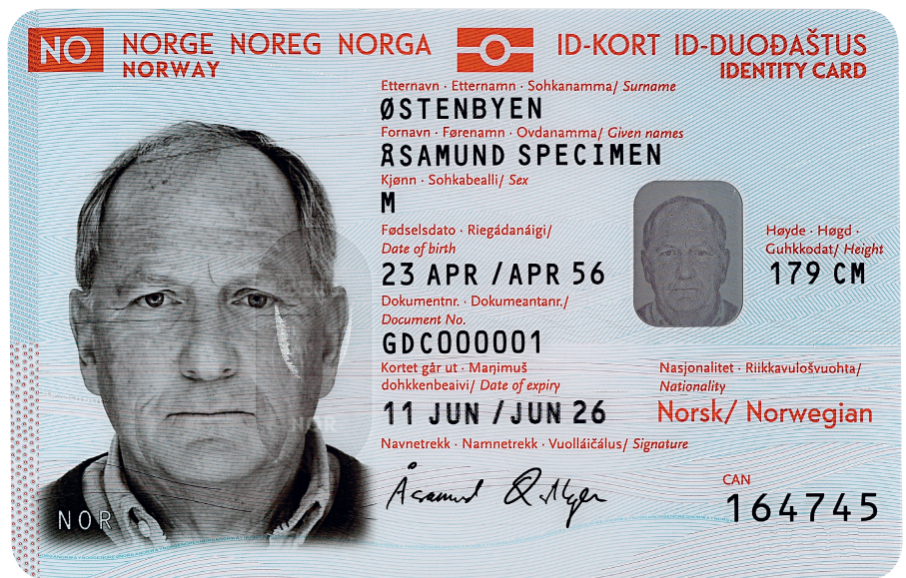 NO NORGE NOREG NORGA ID-KORT ID-DUOĐAŠTUS
NORWAY IDENTITY CARD
Etternavn · Etternamn · Sohkanamma/ Surname
ØSTENBYEN
Fornavn · Førenamn · Ovdanamma/ Given names
ÅSAMUND SPECIMEN
Kjønn · Sohkabealli/ Sex
M
Fødselsdato · Riegádanáigi/
Date of birth
23 APR /APR 56
Høyde · Høgd ·
Guhkkodat/ Height
179 CM
Dokumentnr. · Dokumeantanr./
Document No.
GDC000001
Kortet går ut · Maŋimuš
dohkkenbeaivi/ Date of expiry
11 JUN /JUN 26
Nasjonalitet · Riikkavulošvuohta/
Nationality
Norsk/ Norwegian
Navnetrekk · Namnetrekk · Vuolláičálus/ Signature
Åsamund
CAN
164745
NOR
NOR